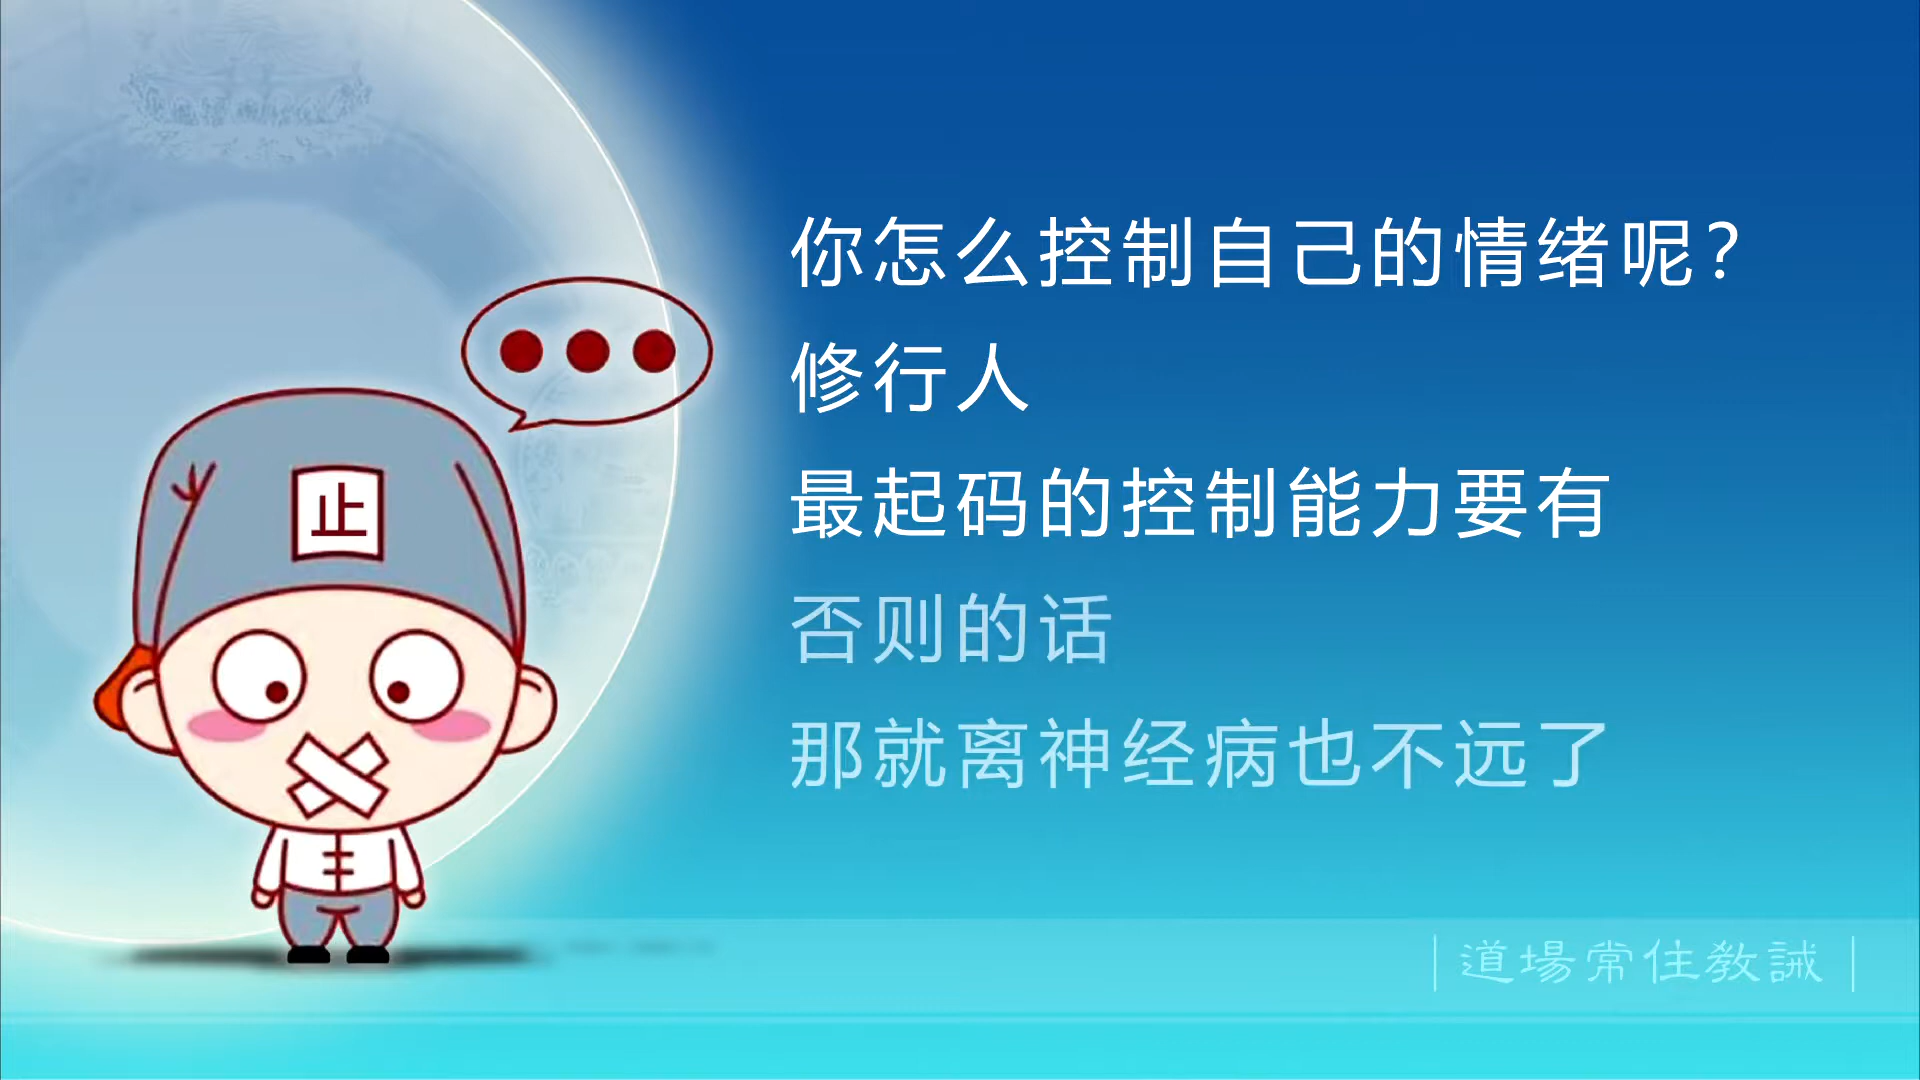 你怎么控制自己的情绪呢？
修行人
最起码的控制能力要有
否则的话
那就离神经病也不远了
止
道場常住教誡